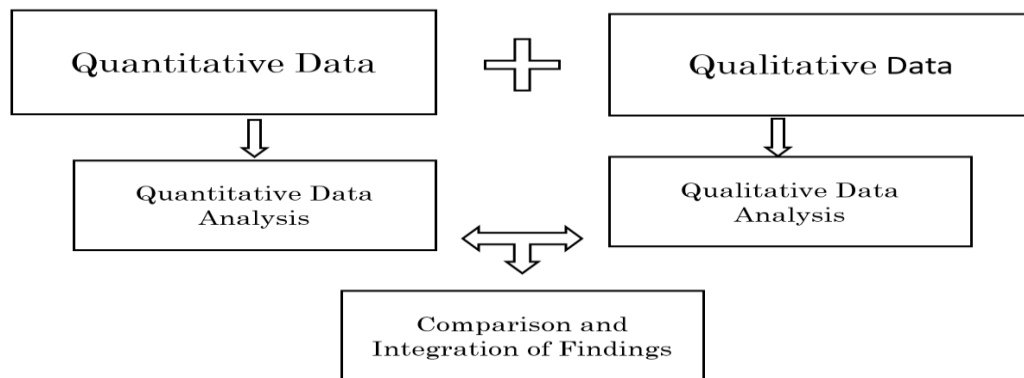 Quantitative Data
Qualitative Data
Quantitative Data
Analysis
Qualitative Data
Analysis
Comparison and
Integration of Findings